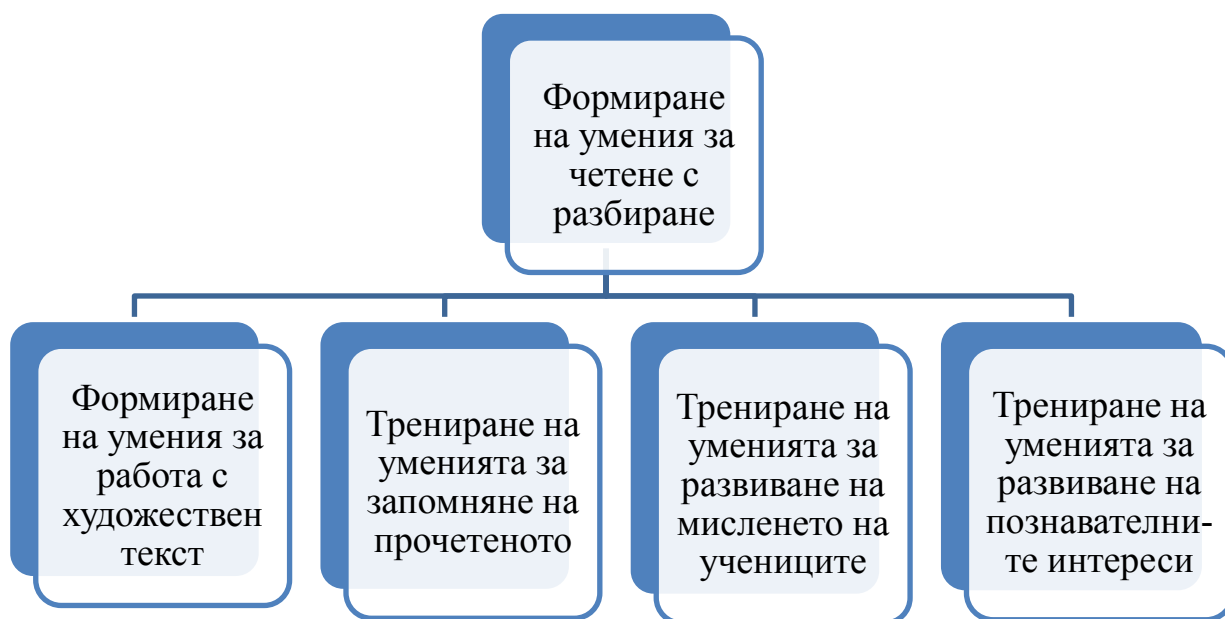 Формиране
на умения за
четене с
разбиране
Формиране
на умения за
работа с
художествен
текст
Трениране на
уменията за
запомняне на
прочетеното
Трениране на
уменията за
развиване на
мисленето на
учениците
Трениране на
уменията за
развиване на
познавателни-
те интереси